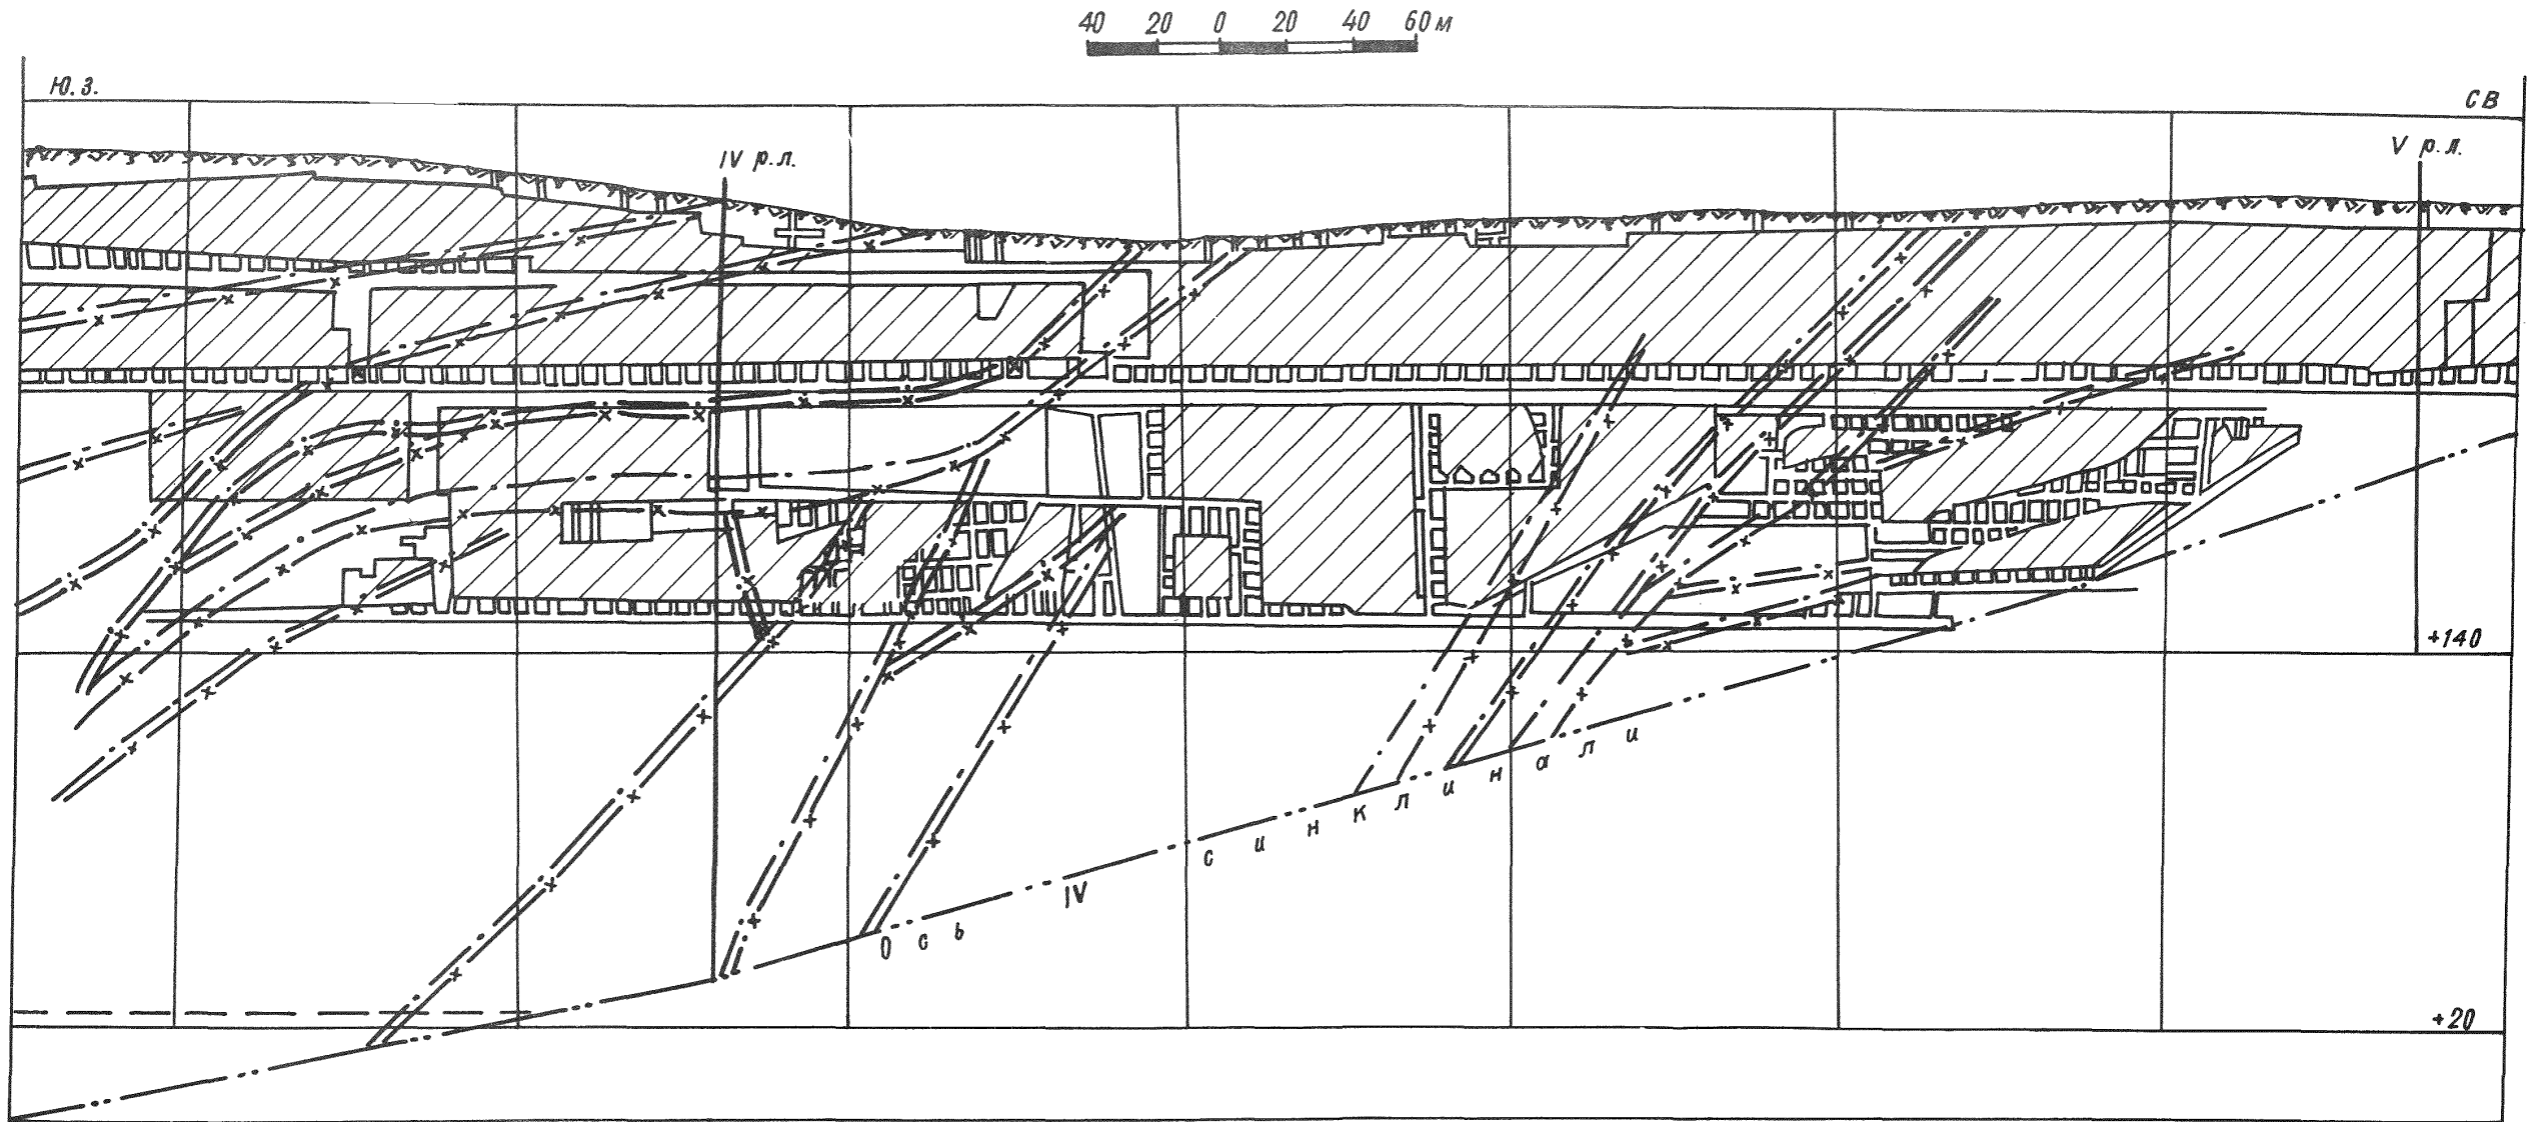 40 20 0 20 40 60 м
Ю. З.
СВ
IV р.л.
V р.л.
+140
Ось IV синклинали
+20